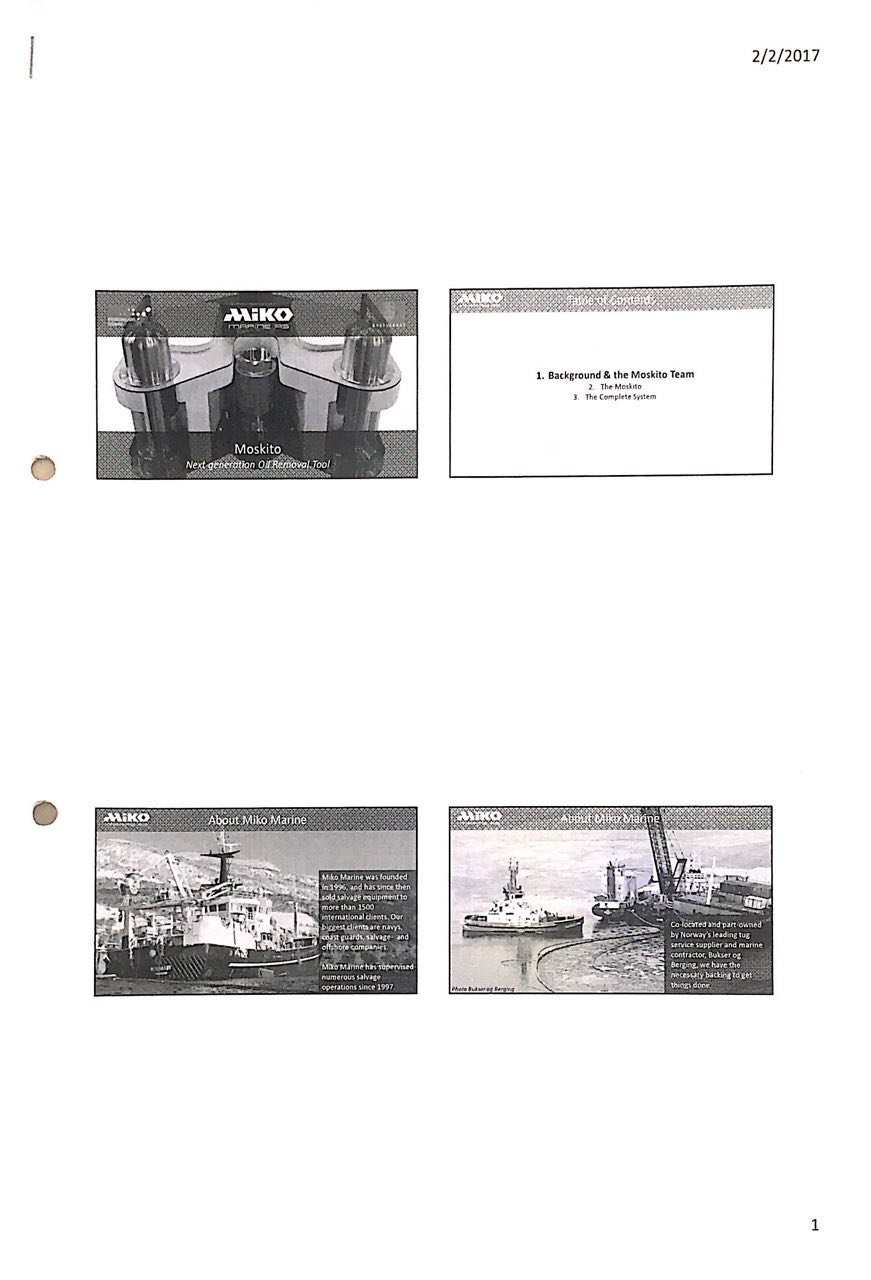 2/2/2017
MiKO
MARINE AS
Moskito
Next generation Oil Removal Tool
MiKO
Table of Contents
1. Background & the Moskito Team
2. The Moskito
3. The Complete System
MiKO
About Miko Marine
Miko Marine was founded
in 1996, and has since then
sold salvage equipment to
more than 1500
international clients. Our
biggest clients are navys,
coast guards, salvage- and
offshore companies.
Miko Marine has supervised
numerous salvage
operations since 1997.
MiKO
About Miko Marine
Co-located and part-owned
by Norway's leading tug
service supplier and marine
contractor, Bukser og
Berging, we have the
necessary backing to get
things done.
Photo Bukser og Berging
1